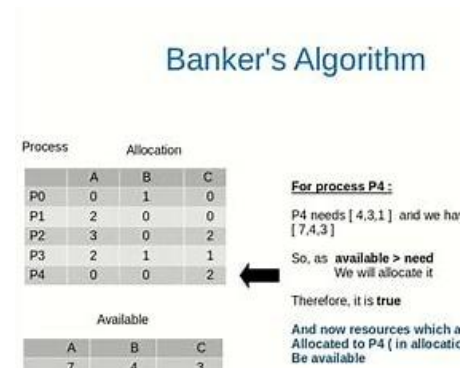 Banker's Algorithm
Process Allocation
A B C
P0 0 1 0
P1 2 0 0
P2 3 0 2
P3 2 1 1
P4 0 0 2
Available
A B C
7 4 3
For process P4 :
P4 needs [ 4,3,1 ] and we
[ 7,4,3 ]
So, as available > need
We will allocate it
Therefore, it is true
And now resources which
Allocated to P4 ( in
Be available